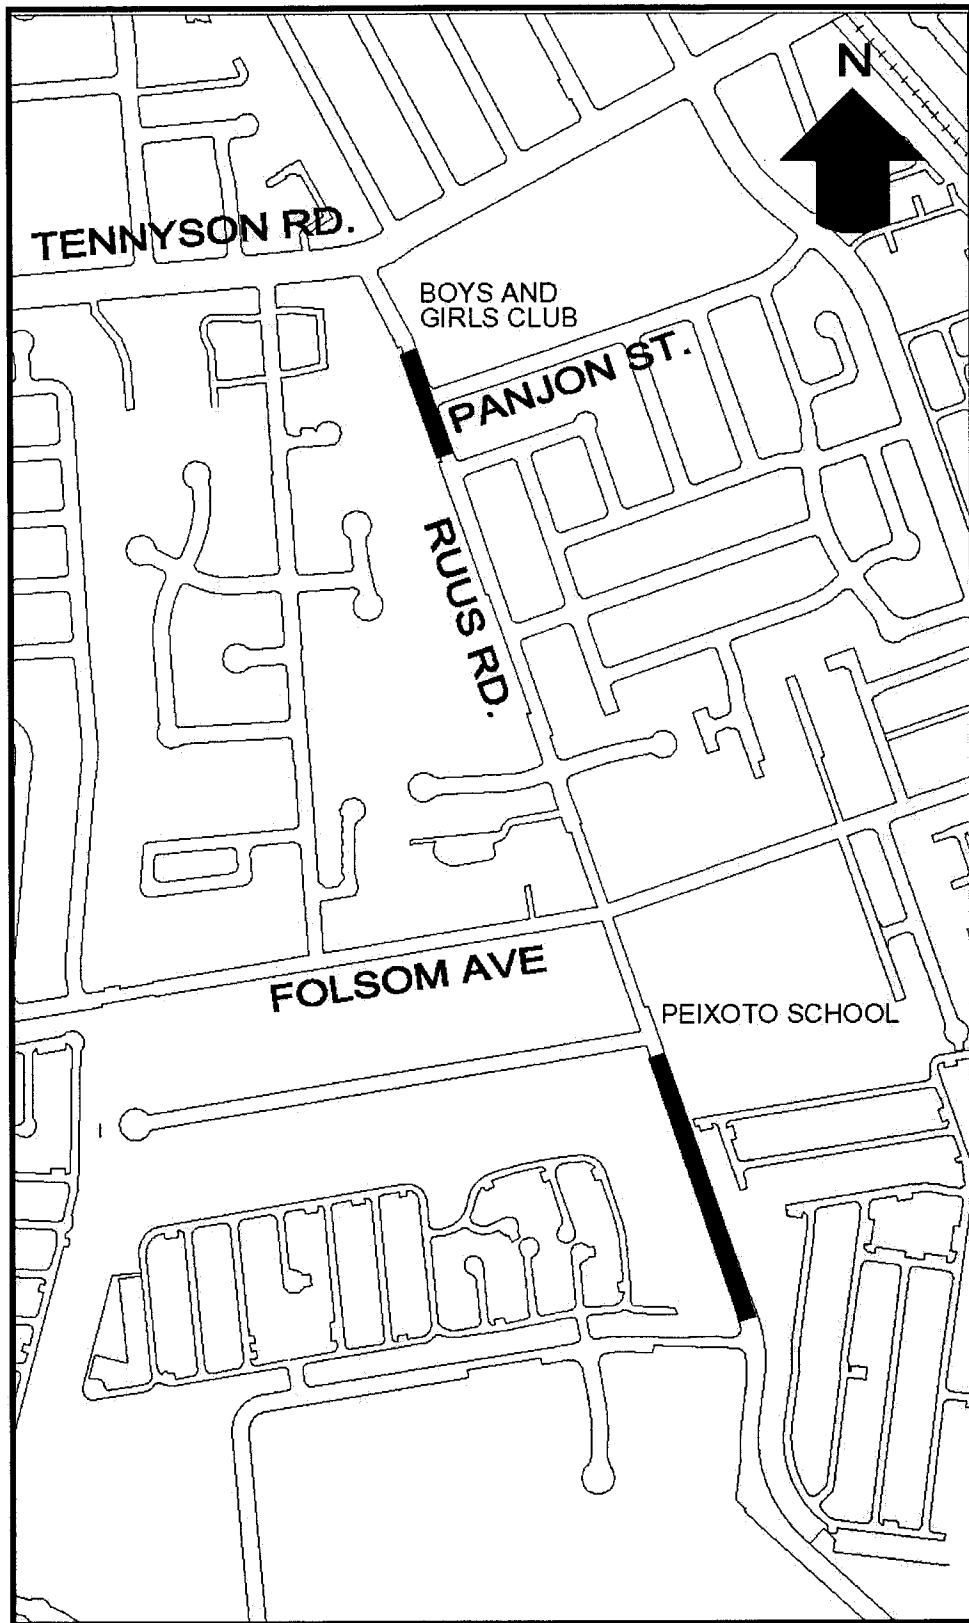 N
TENNYSON RD.
BOYS AND
GIRLS CLUB
PANJON ST.
RUUS RD.
FOLSOM AVE
PEIXOTO SCHOOL